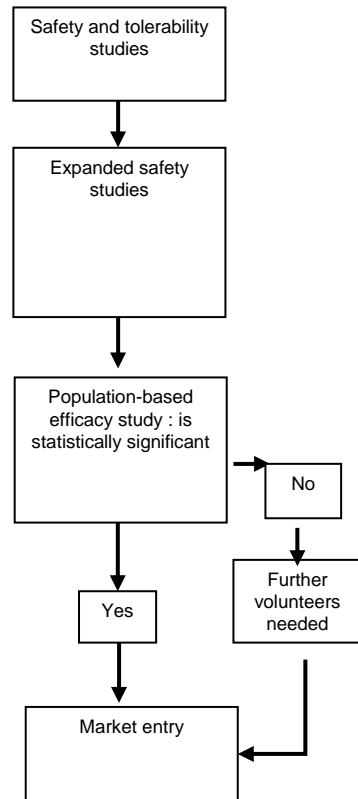 Safety and tolerability
studies
Expanded safety
studies
Population-based
efficacy study : is
statistically significant
No
Yes
Further
volunteers
needed
Market entry